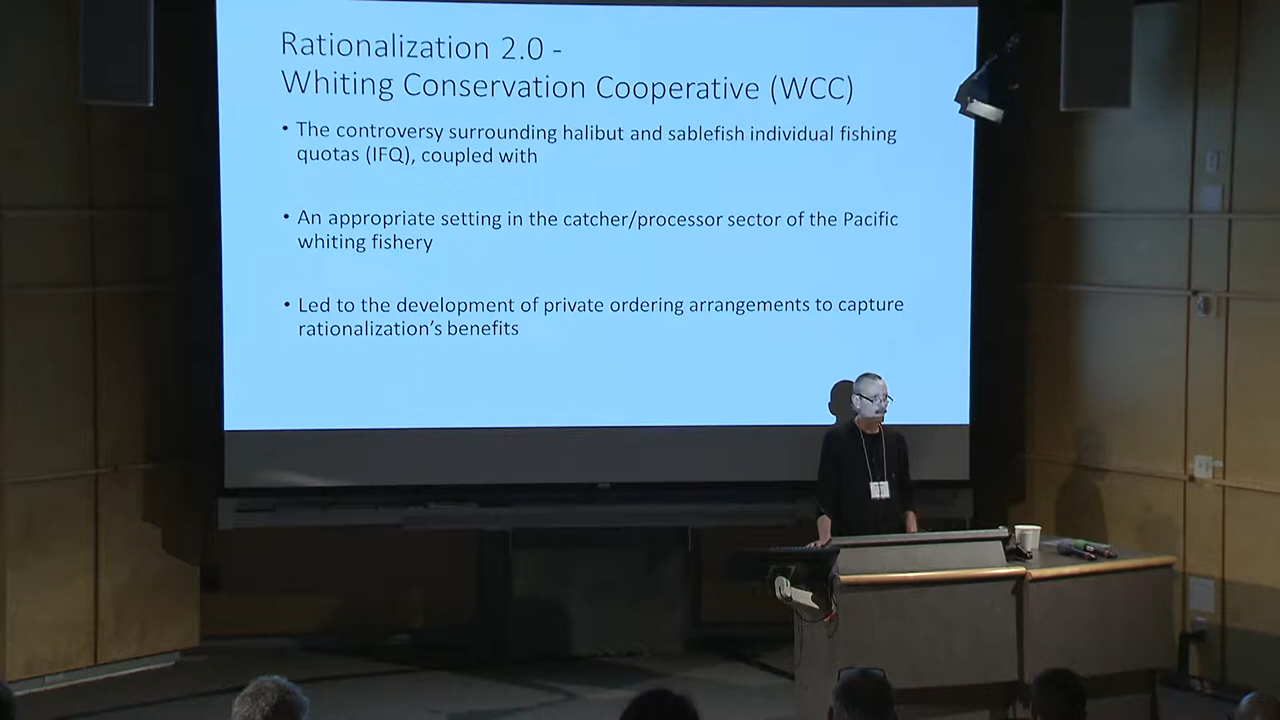 Rationalization 2.0 -
Whiting Conservation Cooperative (WCC)
• The controversy surrounding halibut and sablefish individual fishing
quotas (IFQ), coupled with
• An appropriate setting in the catcher/processor sector of the Pacific
whiting fishery
• Led to the development of private ordering arrangements to capture
rationalization's benefits